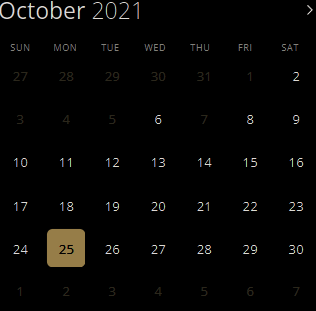 October 2021 >
SUN MON TUE WED THU FRI SAT
27 28 29 30 31 1 2
3 4 5 6 7 8 9
10 11 12 13 14 15 16
17 18 19 20 21 22 23
24 25 26 27 28 29 30
1 2 3 4 5 6 7